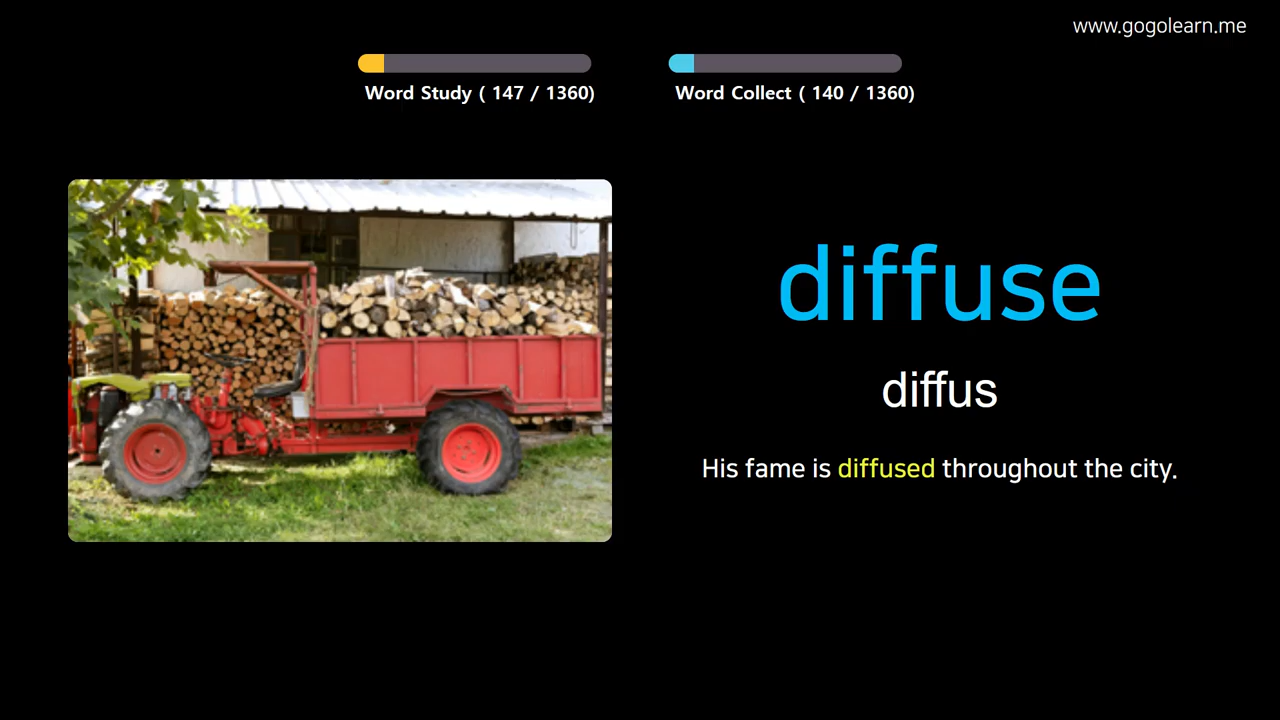 www.gogolearn.me
Word Study ( 147 / 1360)
Word Collect ( 140 / 1360)
diffuse
diffus
His fame is diffused throughout the city.